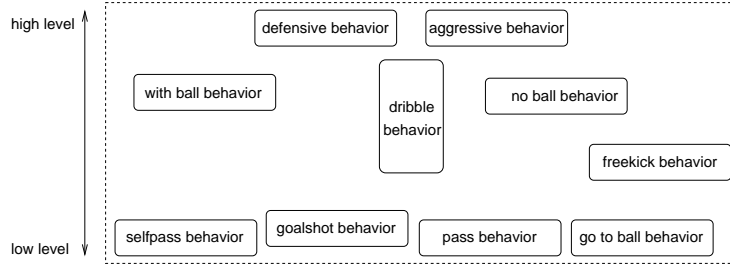 high level
defensive behavior
aggressive behavior
with ball behavior
dribble
behavior
no ball behavior
freekick behavior
selfpass behavior
goalshot behavior
pass behavior
go to ball behavior
low level